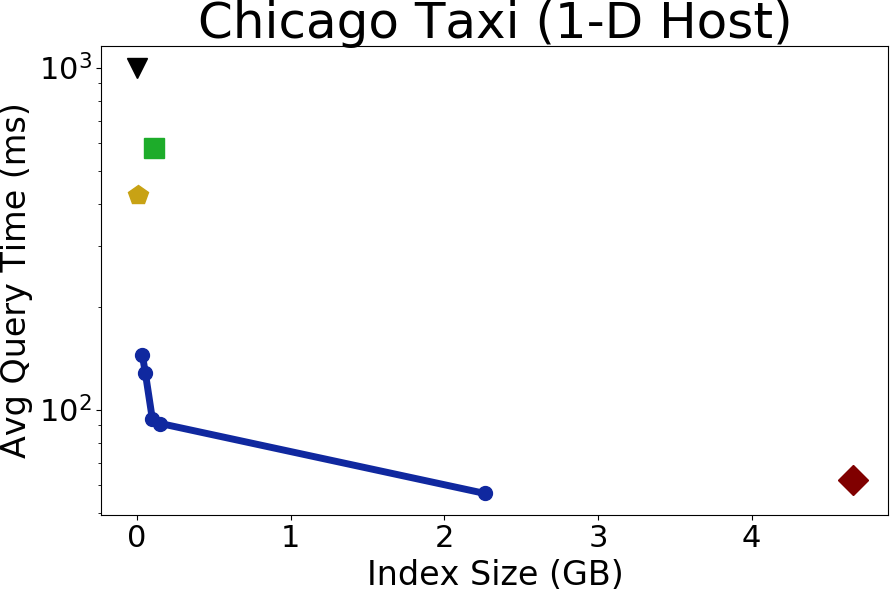 Chicago Taxi (1-D Host)
10³
10²
Avg Query Time (ms)
0 1 2 3 4
Index Size (GB)